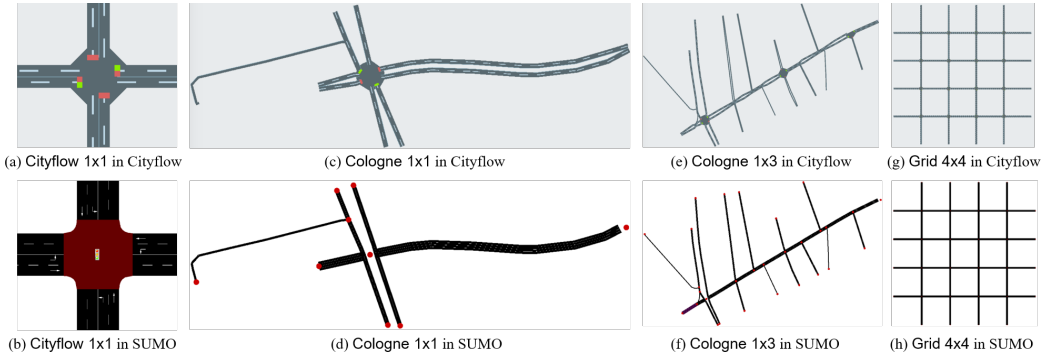 (a) Cityflow 1x1 in Cityflow
(c) Cologne 1x1 in Cityflow
(e) Cologne 1x3 in Cityflow
(g) Grid 4x4 in Cityflow
(b) Cityflow 1x1 in SUMO
(d) Cologne 1x1 in SUMO
(f) Cologne 1x3 in SUMO
(h) Grid 4x4 in SUMO